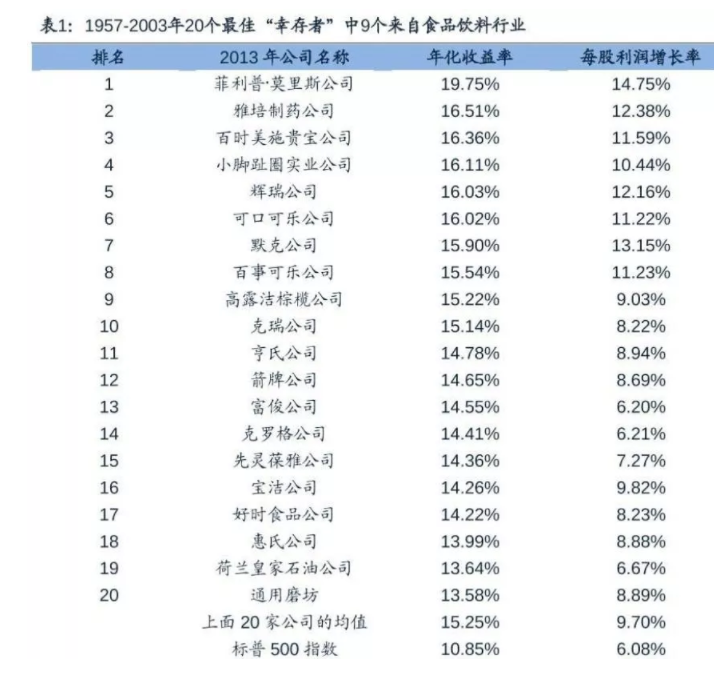 表1：1957-2003年20个最佳“幸存者”中9个来自食品饮料行业
排名 2013 年公司名称 年化收益率 每股利润增长率
1 菲利普·莫里斯公司 19.75% 14.75%
2 雅培制药公司 16.51% 12.38%
3 百时美施贵宝公司 16.36% 11.59%
4 小脚趾圈实业公司 16.11% 10.44%
5 辉瑞公司 16.03% 12.16%
6 可口可乐公司 16.02% 11.22%
7 默克公司 15.90% 13.15%
8 百事可乐公司 15.54% 11.23%
9 高露洁棕榄公司 15.22% 9.03%
10 克瑞公司 15.14% 8.22%
11 亨氏公司 14.78% 8.94%
12 箭牌公司 14.65% 8.69%
13 富俊公司 14.55% 6.20%
14 克罗格公司 14.41% 6.21%
15 先灵葆雅公司 14.36% 7.27%
16 宝洁公司 14.26% 9.82%
17 好时食品公司 14.22% 8.23%
18 惠氏公司 13.99% 8.88%
19 荷兰皇家石油公司 13.64% 6.67%
20 通用磨坊 13.58% 8.89%
上面 20 家公司的均值 15.25% 9.70%
标普 500 指数 10.85% 6.08%